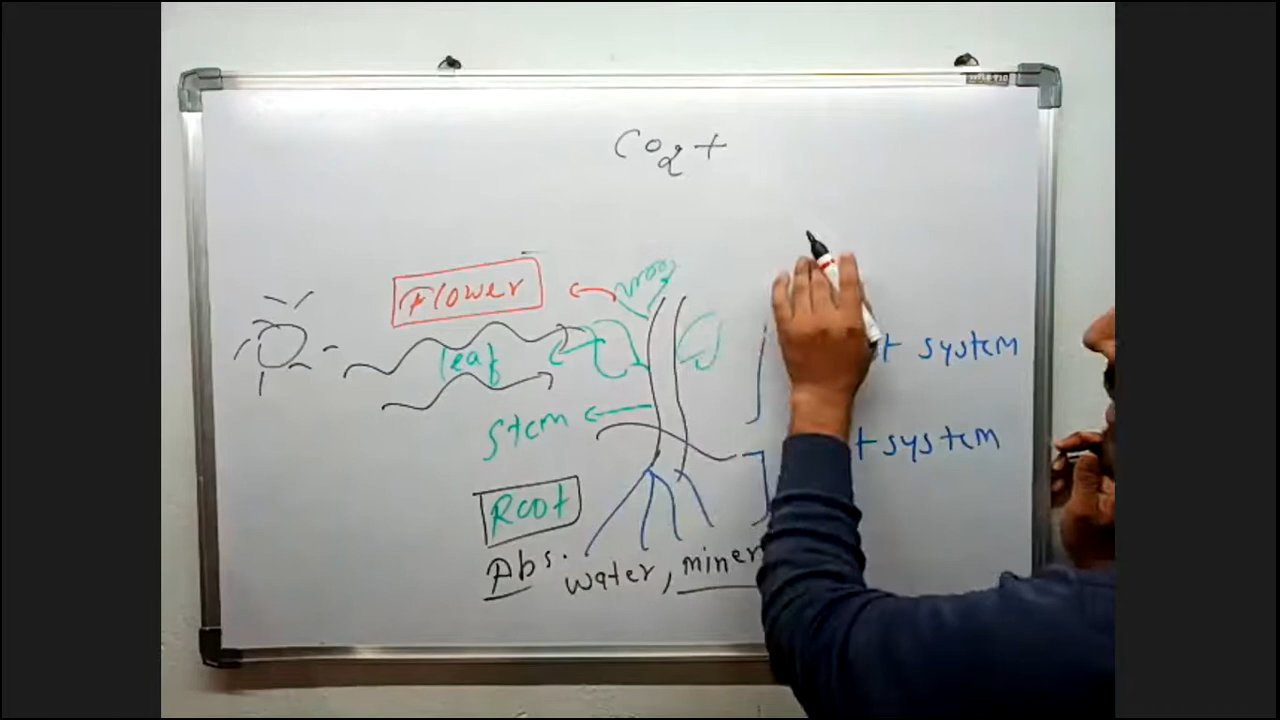 CO2 +
Flower
leaf
t system
Stem
t system
Root
Abs. water, miner